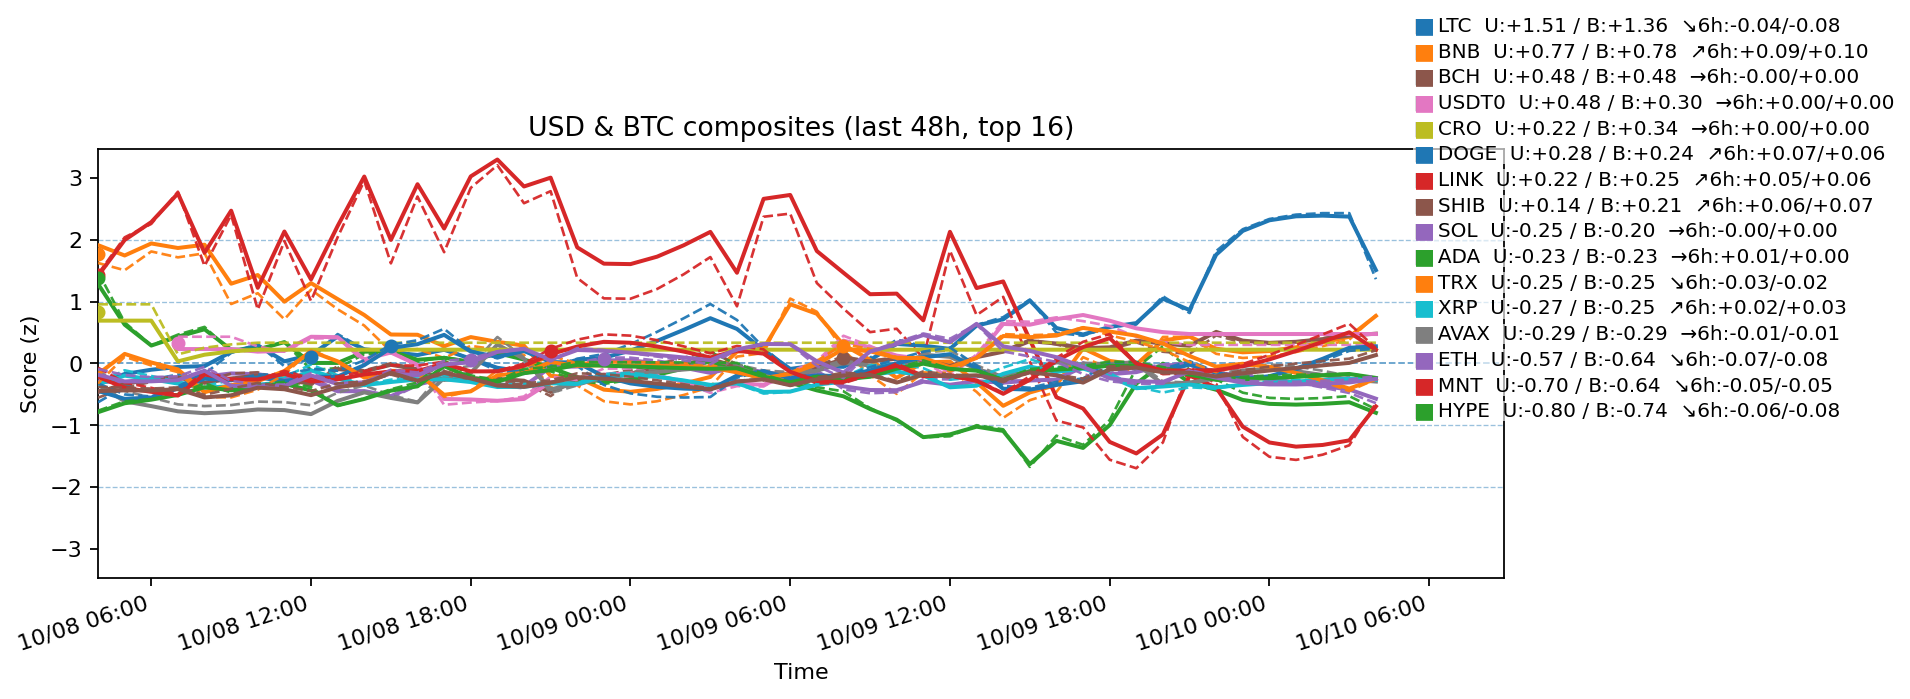 LTC U:+1.51 / B:+1.36 ↘6h:-0.04/-0.08
BNB U:+0.77 / B:+0.78 ↗6h:+0.09/+0.10
BCH U:+0.48 / B:+0.48 →6h:-0.00/+0.00
USDT0 U:+0.48 / B:+0.30 →6h:+0.00/+0.00
CRO U:+0.22 / B:+0.34 →6h:+0.00/+0.00
DOGE U:+0.28 / B:+0.24 ↗6h:+0.07/+0.06
LINK U:+0.22 / B:+0.25 ↗6h:+0.05/+0.06
SHIB U:+0.14 / B:+0.21 ↗6h:+0.06/+0.07
SOL U:-0.25 / B:-0.20 →6h:-0.00/+0.00
ADA U:-0.23 / B:-0.23 →6h:+0.01/+0.00
TRX U:-0.25 / B:-0.25 ↘6h:-0.03/-0.02
XRP U:-0.27 / B:-0.25 ↗6h:+0.02/+0.03
AVAX U:-0.29 / B:-0.29 →6h:-0.01/-0.01
ETH U:-0.57 / B:-0.64 ↘6h:-0.07/-0.08
MNT U:-0.70 / B:-0.64 ↘6h:-0.05/-0.05
HYPE U:-0.80 / B:-0.74 ↘6h:-0.06/-0.08
USD & BTC composites (last 48h, top 16)
Score (z)
3
2
1
0
−1
−2
−3
10/08 06:00
10/08 12:00
10/08 18:00
10/09 00:00
10/09 06:00
10/09 12:00
10/09 18:00
10/10 00:00
10/10 06:00
Time